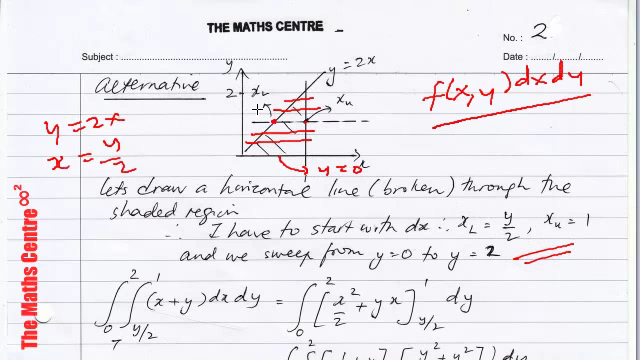 THE MATHS CENTRE
No.: 2
Subject : Date : / /
Alternative
y
y = 2x
2 x_L x_u
f(x,y) dx dy
y = 2x
x = y/2
y = 0
lets draw a horizontal line (broken) through the
shaded region
∴ I have to start with dx ∴ x_L = y/2, x_u = 1
and we sweep from y=0 to y = 2
∫₀² ∫_{y/2}^1 (x+y) dx dy = ∫₀² [x²/2 + yx]_{y/2}^1 dy
The Maths Centre ∞²